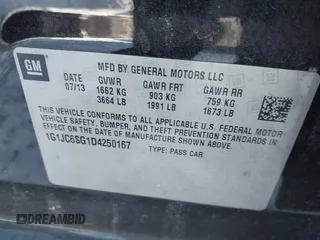 GM
MFD BY GENERAL MOTORS LLC
DATE GVWR GAWR FRT GAWR RR
07/13 1662 KG 903 KG 759 KG
3664 LB 1991 LB 1673 LB
THIS VEHICLE CONFORMS TO ALL APPLICABLE U.S. FEDERAL MOTOR
VEHICLE SAFETY, BUMPER, AND THEFT PREVENTION STANDARDS
IN EFFECT ON THE DATE OF MANUFACTURE SHOWN ABOVE.
1G1JC6SG1D4250167 TYPE: PASS CAR
DREAMBID